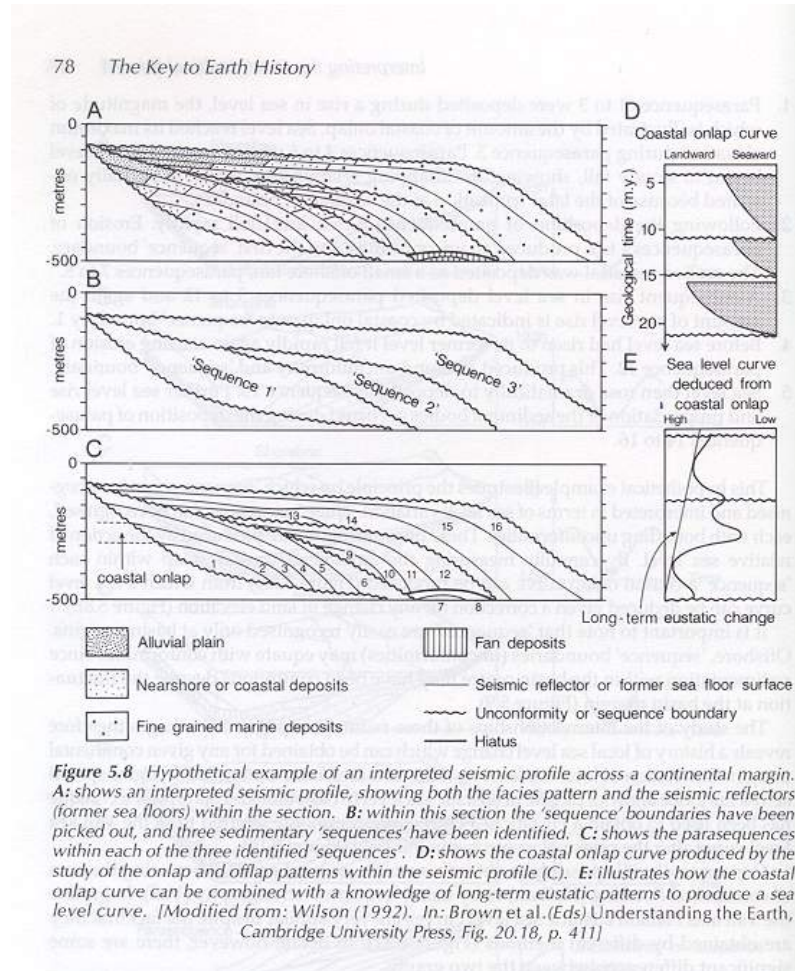 78 The Key to Earth History
A
0
metres
-500
B
0
metres
'Sequence 1'
'Sequence 2'
'Sequence 3'
-500
C
0
metres
13
14
15
16
9
coastal onlap
1
2
3
4
5
6
10
11
12
-500
7
8
D
Coastal onlap curve
Landward Seaward
Geological time (m.y.)
5
10
15
20
E
Sea level curve
deduced from
coastal onlap
High Low
Long-term eustatic change
Alluvial plain
Nearshore or coastal deposits
Fine grained marine deposits
Fan deposits
Seismic reflector or former sea floor surface
Unconformity or 'sequence' boundary
Hiatus
Figure 5.8 Hypothetical example of an interpreted seismic profile across a continental margin.
A: shows an interpreted seismic profile, showing both the facies pattern and the seismic reflectors
(former sea floors) within the section. B: within this section the 'sequence' boundaries have been
picked out, and three sedimentary 'sequences' have been identified. C: shows the parasequences
within each of the three identified 'sequences'. D: shows the coastal onlap curve produced by the
study of the onlap and offlap patterns within the seismic profile (C). E: illustrates how the coastal
onlap curve can be combined with a knowledge of long-term eustatic patterns to produce a sea
level curve. [Modified from: Wilson (1992). In: Brown et al. (Eds) Understanding the Earth,
Cambridge University Press, Fig. 20.18, p. 411]